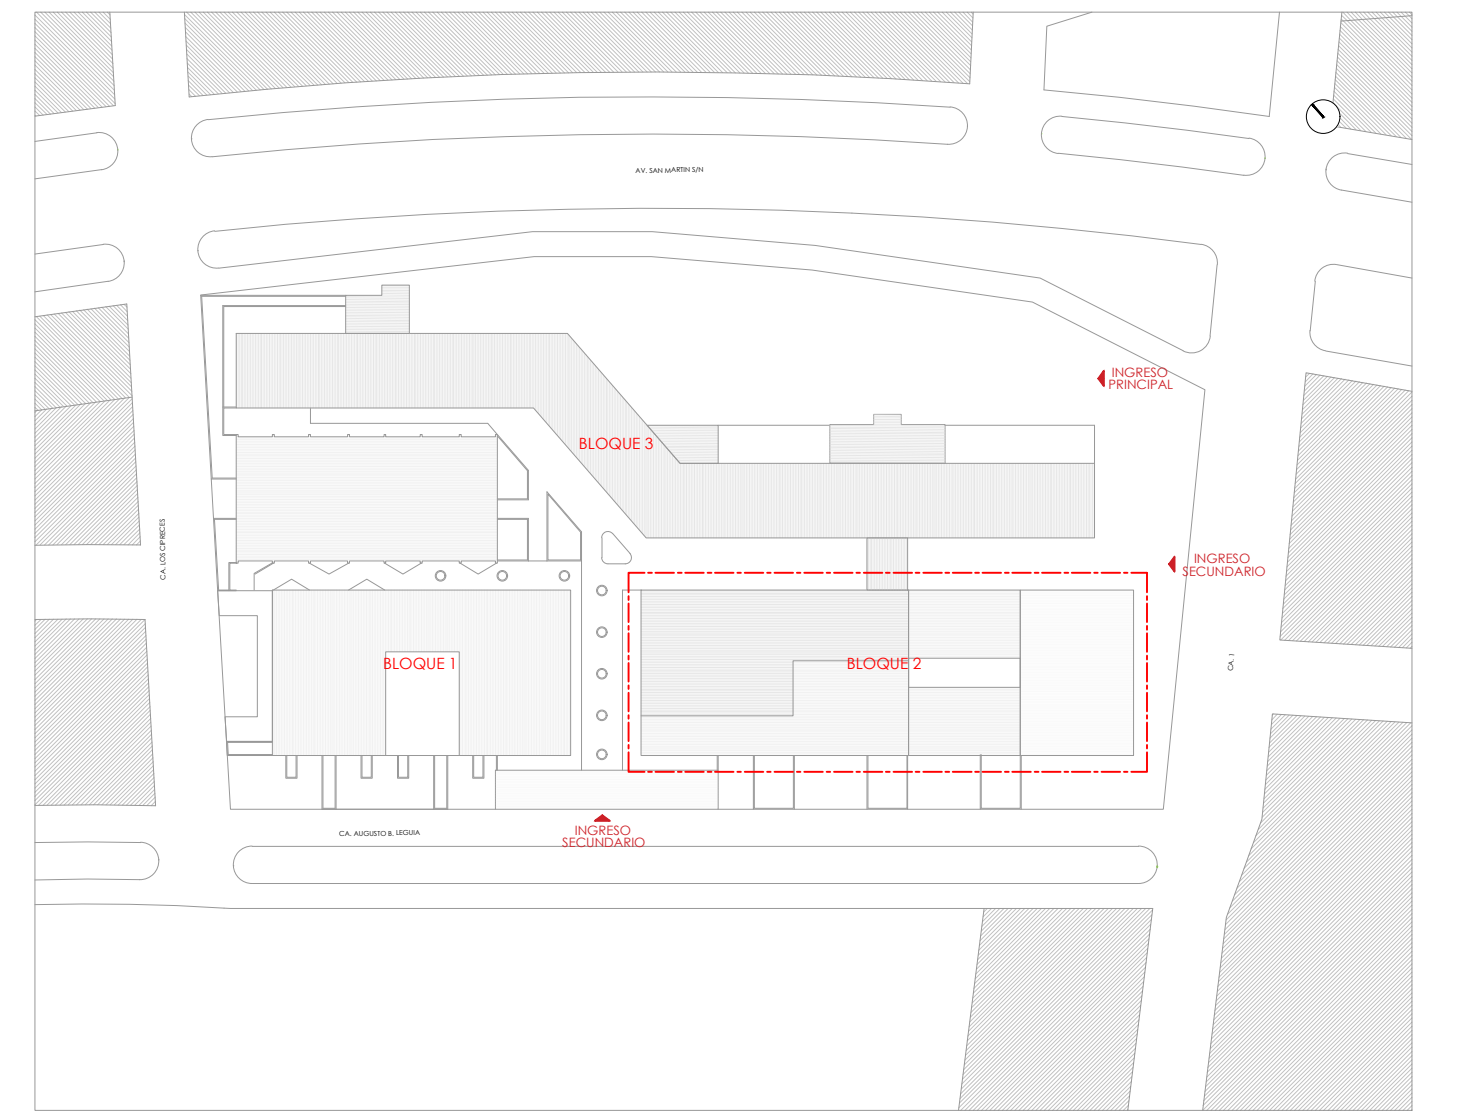 AV. SAN MARTIN S/N
INGRESO
PRINCIPAL
BLOQUE 3
CA. LOS CIPRECES
INGRESO
SECUNDARIO
BLOQUE 1
BLOQUE 2
CA. 1
CA. AUGUSTO B. LEGUIA
INGRESO
SECUNDARIO